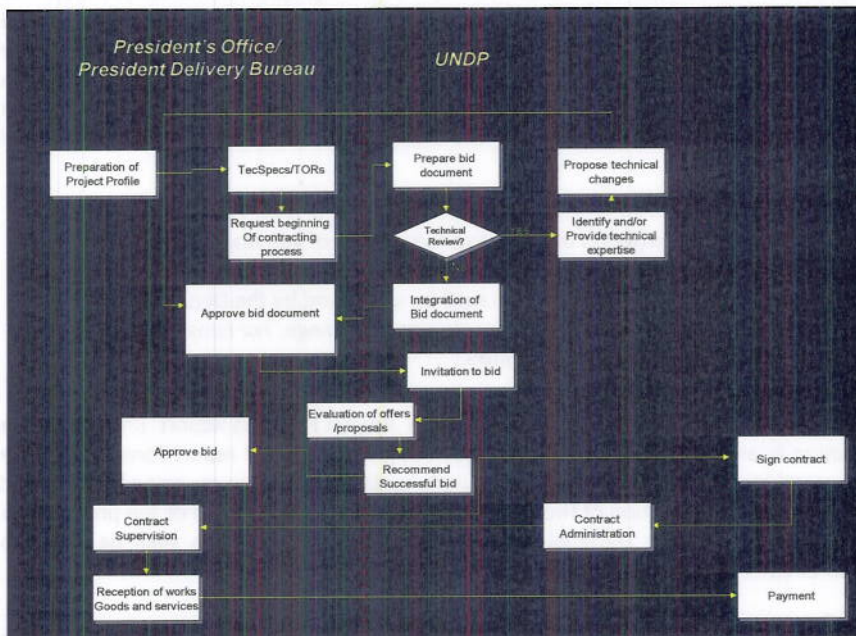 President's Office/
President Delivery Bureau
UNDP
Preparation of
Project Profile
TecSpecs/TORs
Prepare bid
document
Propose technical
changes
Request beginning
Of contracting
process
Technical
Review?
Identify and/or
Provide technical
expertise
Approve bid document
Integration of
Bid document
Invitation to bid
Evaluation of offers
/proposals
Approve bid
Recommend
Successful bid
Sign contract
Contract
Supervision
Contract
Administration
Reception of works
Goods and services
Payment